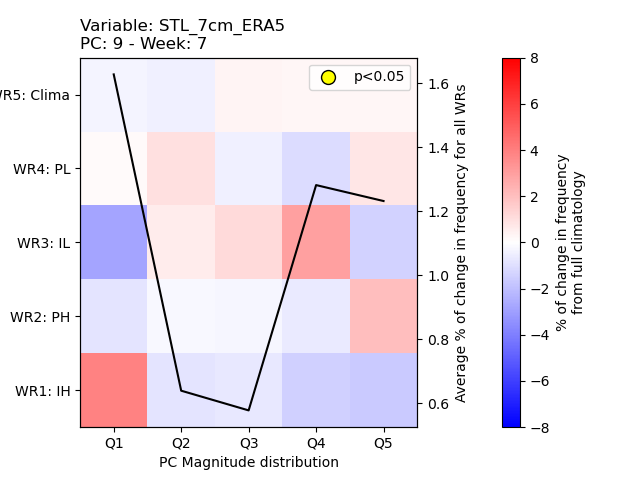 Variable: STL_7cm_ERA5
PC: 9 - Week: 7
p<0.05
WR5: Clima
WR4: PL
WR3: IL
WR2: PH
WR1: IH
Q1 Q2 Q3 Q4 Q5
PC Magnitude distribution
1.6
1.4
1.2
1.0
0.8
0.6
Average % of change in frequency for all WRs
8
6
4
2
0
−2
−4
−6
−8
% of change in frequency
from full climatology